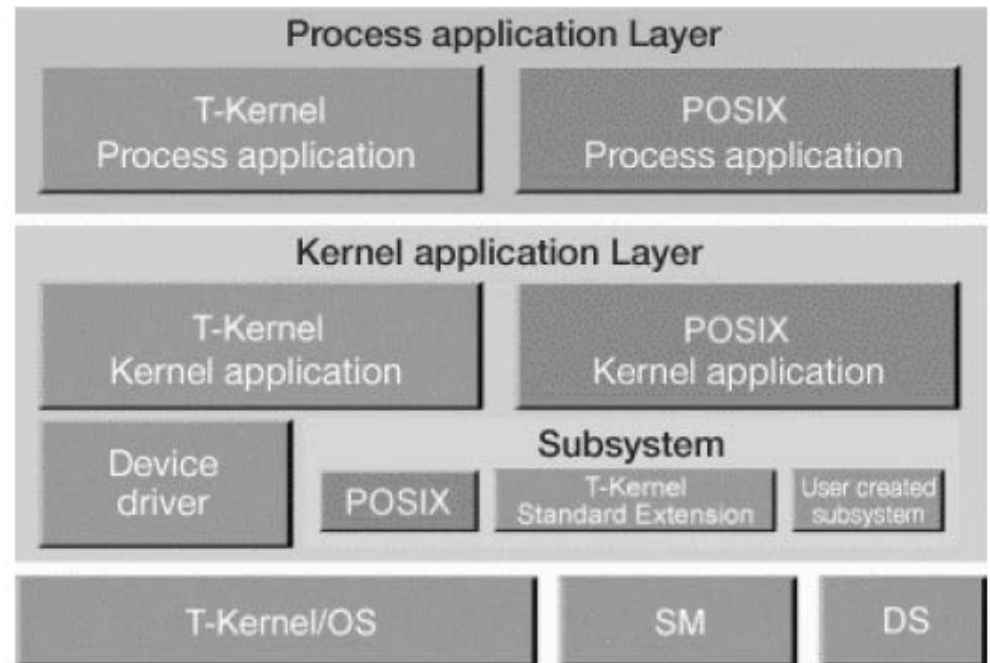 Process application Layer
T-Kernel
Process application
POSIX
Process application
Kernel application Layer
T-Kernel
Kernel application
POSIX
Kernel application
Device
driver
Subsystem
POSIX
T-Kernel
Standard Extension
User created
subsystem
T-Kernel/OS
SM
DS